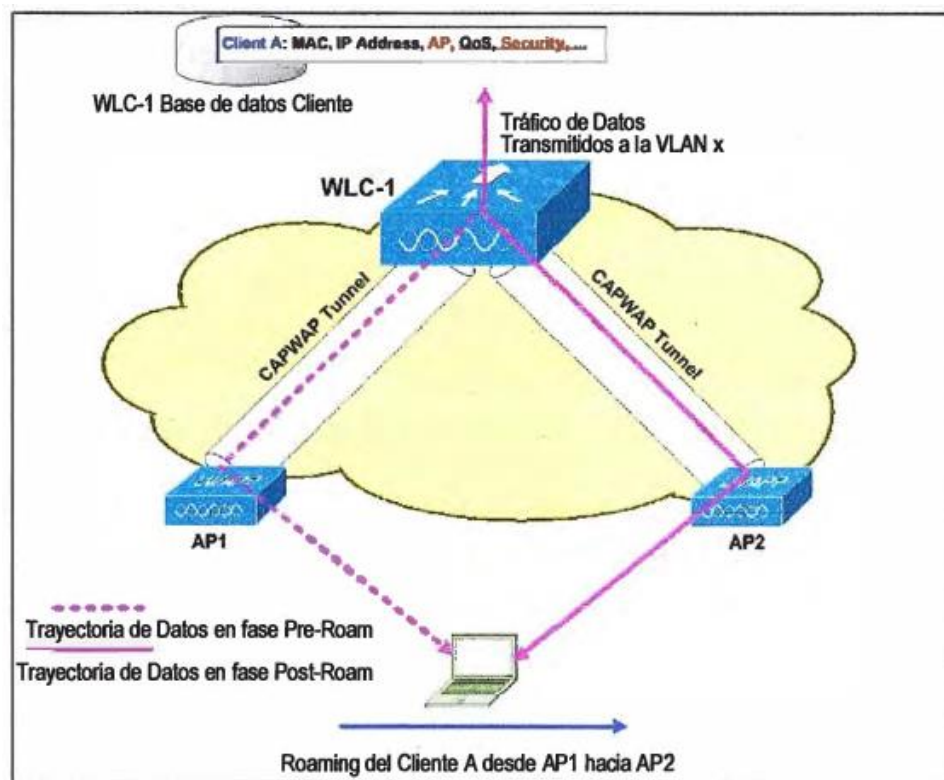 Client A: MAC, IP Address, AP, QoS, Security,....
WLC-1 Base de datos Cliente
Tráfico de Datos
Transmitidos a la VLAN x
WLC-1
CAPWAP Tunnel
CAPWAP Tunnel
AP1
AP2
Trayectoria de Datos en fase Pre-Roam
Trayectoria de Datos en fase Post-Roam
Roaming del Cliente A desde AP1 hacia AP2